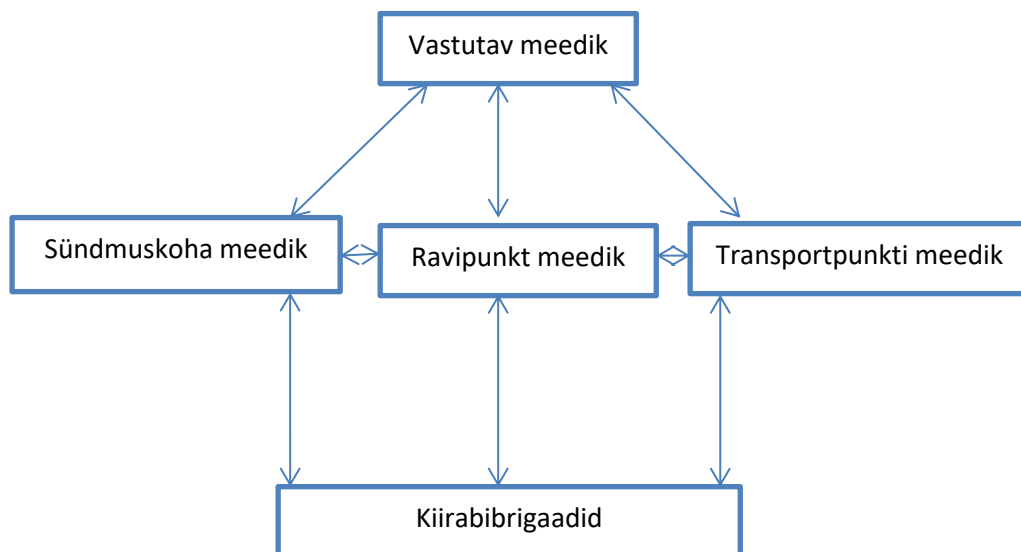 Vastutav meedik
Sündmuskoha meedik
Ravipunkt meedik
Transportpunkti meedik
Kiirabibrigaadid